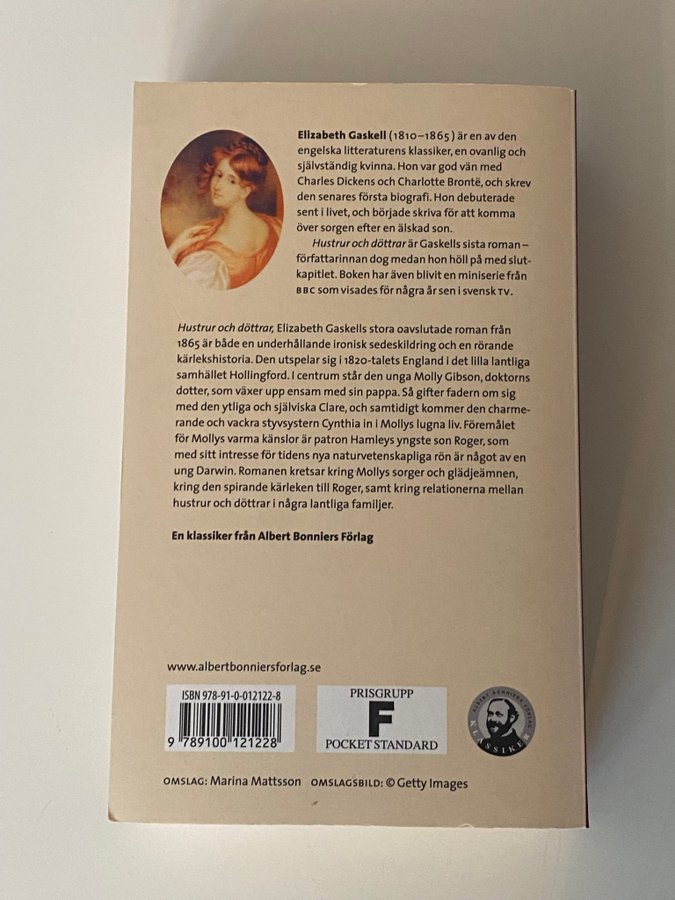 Elizabeth Gaskell (1810–1865) är en av den
engelska litteraturens klassiker, en ovanlig och
självständig kvinna. Hon var god vän med
Charles Dickens och Charlotte Brontë, och skrev
den senares första biografi. Hon debuterade
sent i livet, och började skriva för att komma
över sorgen efter en älskad son.
Hustrur och döttrar är Gaskells sista roman –
författarinnan dog medan hon höll på med slut-
kapitlet. Boken har även blivit en miniserie från
BBC som visades för några år sen i svensk TV.
Hustrur och döttrar, Elizabeth Gaskells stora oavslutade roman från
1865 är både en underhållande ironisk sedeskildring och en rörande
kärlekshistoria. Den utspelar sig i 1820-talets England i det lilla lantliga
samhället Hollingford. I centrum står den unga Molly Gibson, doktorns
dotter, som växer upp ensam med sin pappa. Så gifter fadern om sig
med den ytliga och själviska Clare, och samtidigt kommer den charme-
rande och vackra styvsystern Cynthia in i Mollys lugna liv. Föremålet
för Mollys varma känslor är patron Hamleys yngste son Roger, som
med sitt intresse för tidens nya naturvetenskapliga rön är något av en
ung Darwin. Romanen kretsar kring Mollys sorger och glädjeämnen,
kring den spirande kärleken till Roger, samt kring relationerna mellan
hustrur och döttrar i några lantliga familjer.
En klassiker från Albert Bonniers Förlag
www.albertbonniersforlag.se
ISBN 978-91-0-012122-8
9 789100 121228
PRISGRUPP
F
POCKET STANDARD
ALBERT BONNIERS FÖRLAG
KLASSIKER
OMSLAG: Marina Mattsson OMSLAGSBILD: © Getty Images